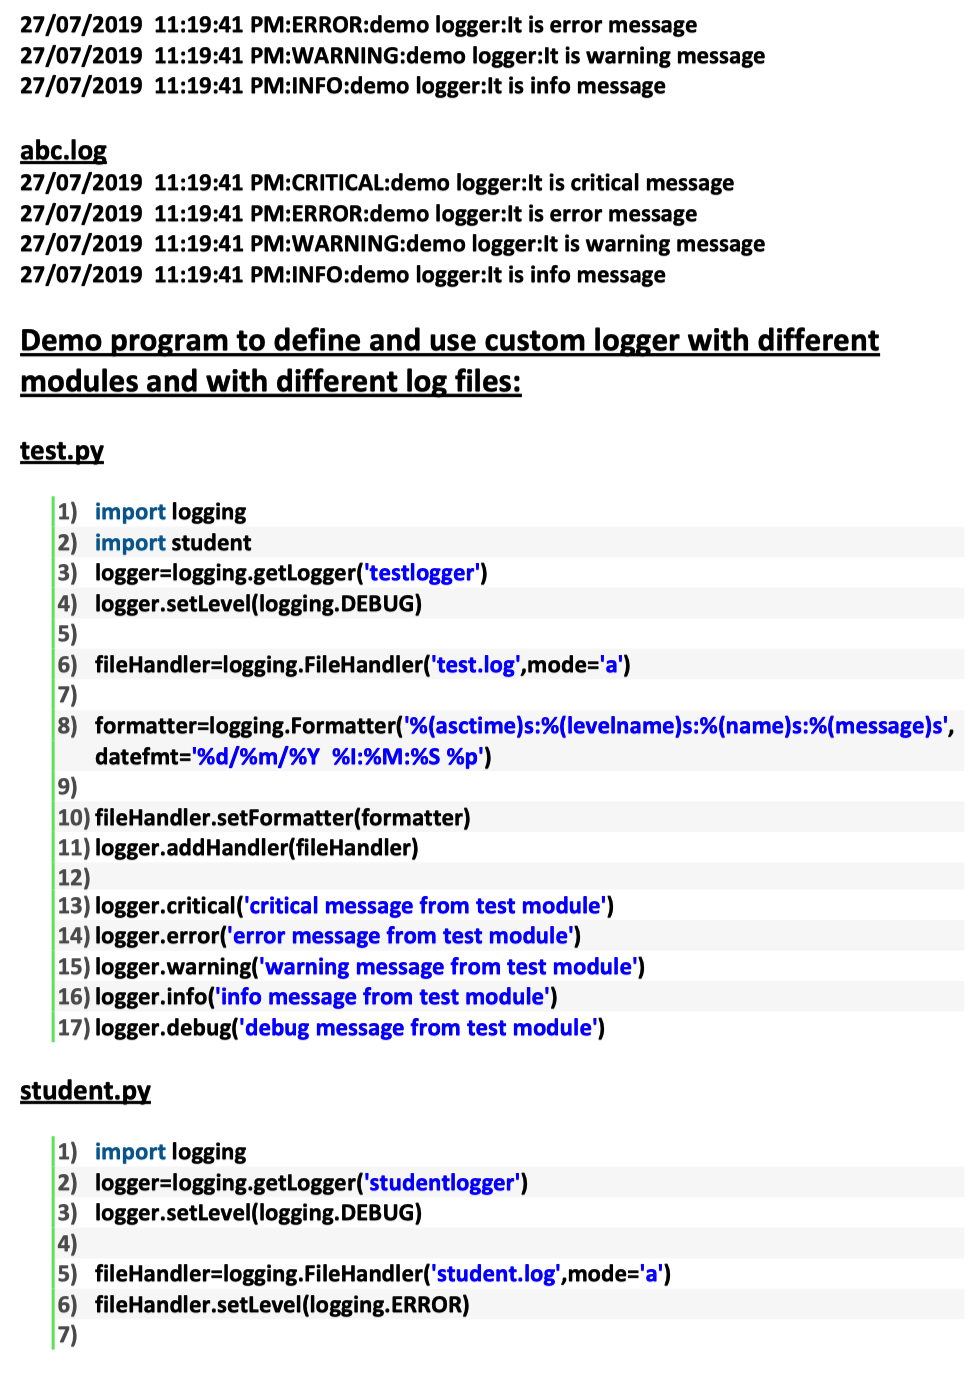 27/07/2019  11:19:41 PM:ERROR:demo logger:It is error message
27/07/2019  11:19:41 PM:WARNING:demo logger:It is warning message
27/07/2019  11:19:41 PM:INFO:demo logger:It is info message
abc.log
27/07/2019  11:19:41 PM:CRITICAL:demo logger:It is critical message
27/07/2019  11:19:41 PM:ERROR:demo logger:It is error message
27/07/2019  11:19:41 PM:WARNING:demo logger:It is warning message
27/07/2019  11:19:41 PM:INFO:demo logger:It is info message
Demo program to define and use custom logger with different
modules and with different log files:
test.py
1) import logging
2) import student
3) logger=logging.getLogger('testlogger')
4) logger.setLevel(logging.DEBUG)
5)
6) fileHandler=logging.FileHandler('test.log',mode='a')
7)
8) formatter=logging.Formatter('%(asctime)s:%(levelname)s:%(name)s:%(message)s',
datefmt='%d/%m/%Y  %I:%M:%S %p')
9)
10) fileHandler.setFormatter(formatter)
11) logger.addHandler(fileHandler)
12)
13) logger.critical('critical message from test module')
14) logger.error('error message from test module')
15) logger.warning('warning message from test module')
16) logger.info('info message from test module')
17) logger.debug('debug message from test module')
student.py
1) import logging
2) logger=logging.getLogger('studentlogger')
3) logger.setLevel(logging.DEBUG)
4)
5) fileHandler=logging.FileHandler('student.log',mode='a')
6) fileHandler.setLevel(logging.ERROR)
7)